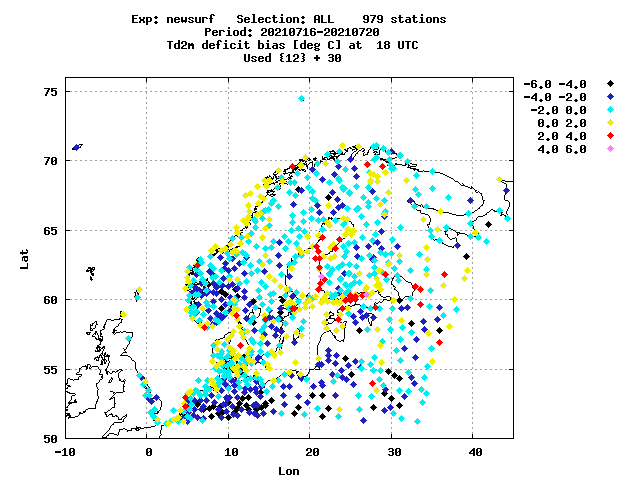 Exp: newsurf Selection: ALL 979 stations
Period: 20210716-20210720
Td2m deficit bias [deg C] at 18 UTC
Used {12} + 30
-6.0 -4.0
-4.0 -2.0
-2.0 0.0
0.0 2.0
2.0 4.0
4.0 6.0
75
70
65
60
55
50
Lat
-10 0 10 20 30 40
Lon